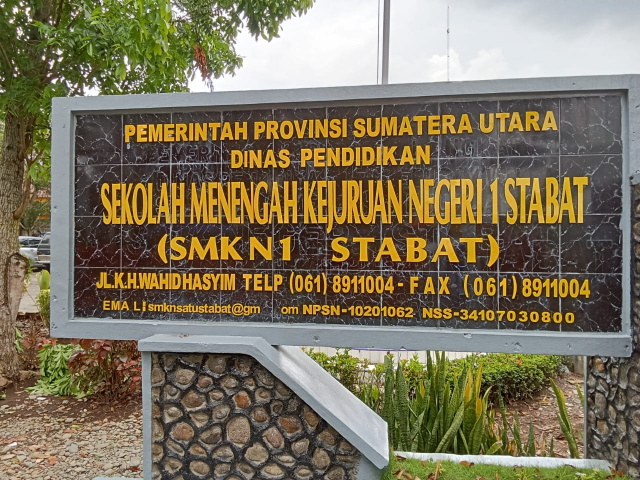 PEMERINTAH PROVINSI SUMATERA UTARA
DINAS PENDIDIKAN
SEKOLAH MENENGAH KEJURUAN NEGERI 1 STABAT
(SMKN1 STABAT)
JL.K.H.WAHIDHASYIM TELP (061) 8911004 - FAX (061) 8911004
EMA L! smknsatustabat@gm om NPSN-10201062 NSS-34107030800